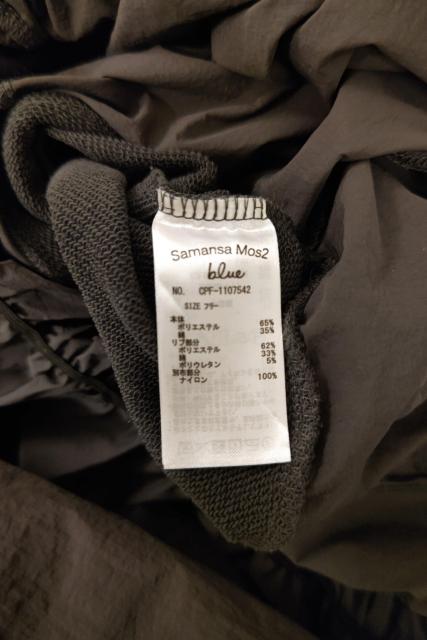 Samansa Mos2
blue
NO. CPF-1107542
SIZE フリー
本体
ポリエステル 65%
綿 35%
リブ部分
ポリエステル 62%
綿 33%
ポリウレタン 5%
別布部分
ナイロン 100%